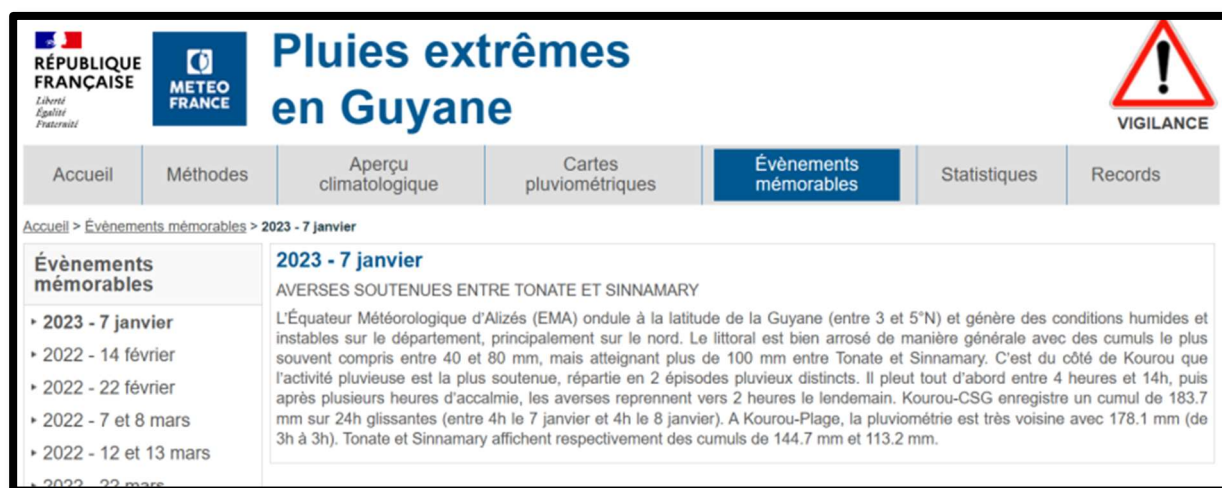 RÉPUBLIQUE
FRANÇAISE
Liberté
Égalité
Fraternité
METEO
FRANCE
Pluies extrêmes
en Guyane
VIGILANCE
Accueil
Méthodes
Aperçu
climatologique
Cartes
pluviométriques
Évènements
mémorables
Statistiques
Records
Accueil > Évènements mémorables > 2023 - 7 janvier
Évènements
mémorables
2023 - 7 janvier
2022 - 14 février
2022 - 22 février
2022 - 7 et 8 mars
2022 - 12 et 13 mars
2022 - 22 mars
2023 - 7 janvier
AVERSES SOUTENUES ENTRE TONATE ET SINNAMARY
L'Équateur Météorologique d'Alizés (EMA) ondule à la latitude de la Guyane (entre 3 et 5°N) et génère des conditions humides et
instables sur le département, principalement sur le nord. Le littoral est bien arrosé de manière générale avec des cumuls le plus
souvent compris entre 40 et 80 mm, mais atteignant plus de 100 mm entre Tonate et Sinnamary. C'est du côté de Kourou que
l'activité pluvieuse est la plus soutenue, répartie en 2 épisodes pluvieux distincts. Il pleut tout d'abord entre 4 heures et 14h, puis
après plusieurs heures d'accalmie, les averses reprennent vers 2 heures le lendemain. Kourou-CSG enregistre un cumul de 183.7
mm sur 24h glissantes (entre 4h le 7 janvier et 4h le 8 janvier). A Kourou-Plage, la pluviométrie est très voisine avec 178.1 mm (de
3h à 3h). Tonate et Sinnamary affichent respectivement des cumuls de 144.7 mm et 113.2 mm.